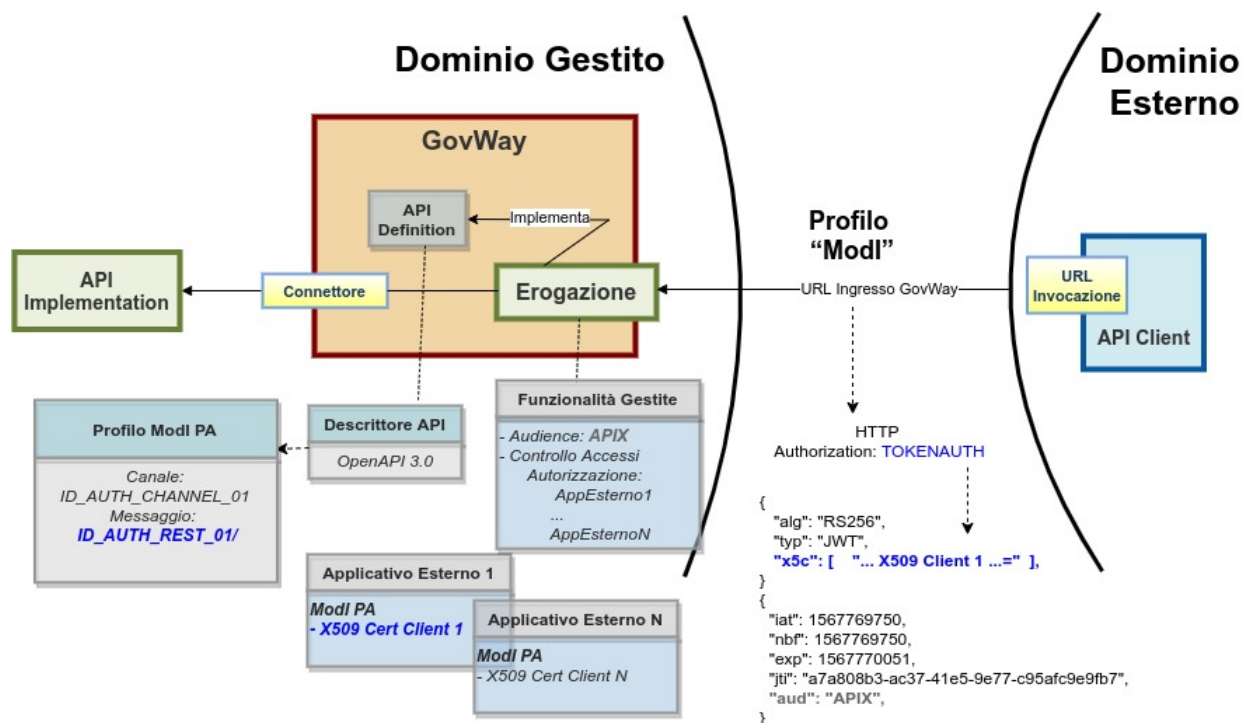 Dominio Gestito
Dominio
Esterno
GovWay
API
Definition
Implementa
Profilo
“ModI”
API
Implementation
Connettore
Erogazione
URL Ingresso GovWay
URL
Invocazione
API Client
Profilo ModI PA
Canale:
ID_AUTH_CHANNEL_01
Messaggio:
ID_AUTH_REST_01/
Descrittore API
OpenAPI 3.0
Funzionalità Gestite
- Audience: APIX
- Controllo Accessi
Autorizzazione:
AppEsterno1
...
AppEsternoN
Applicativo Esterno 1
ModI PA
- X509 Cert Client 1
Applicativo Esterno N
ModI PA
- X509 Cert Client N
HTTP
Authorization: TOKENAUTH
{
"alg": "RS256",
"typ": "JWT",
"x5c": [ "... X509 Client 1 ...=" ],
}
{
"iat": 1567769750,
"nbf": 1567769750,
"exp": 1567770051,
"jti": "a7a808b3-ac37-41e5-9e77-c95afc9e9fb7",
"aud": "APIX",
}